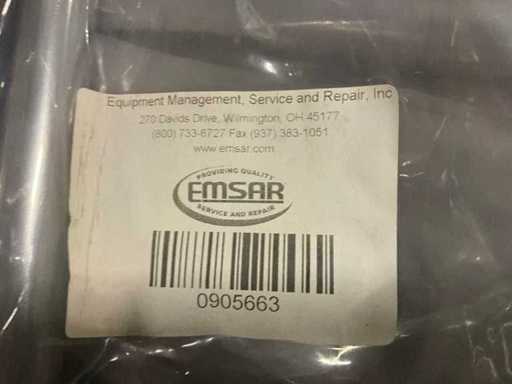 Equipment Management, Service and Repair, Inc
270 Davids Drive, Wilmington, OH 45177
(800) 733-6727 Fax (937) 383-1051
www.emsar.com
PROVIDING QUALITY
EMSAR
SERVICE AND REPAIR
0905663